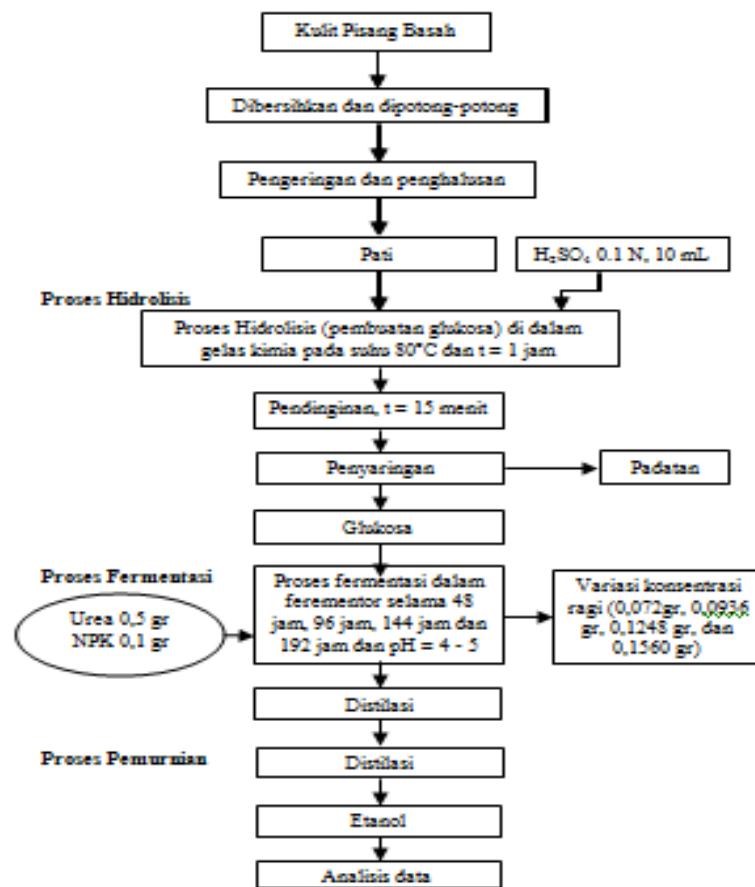 Kulit Pisang Basah
Dibersihkan dan dipotong-potong
Pengeringan dan penghalusan
Pati
H₂SO₄ 0.1 N, 10 mL
Proses Hidrolisis
Proses Hidrolisis (pembuatan glukosa) di dalam
gelas kimia pada suhu 80°C dan t = 1 jam
Pendinginan, t = 15 menit
Penyaringan
Padatan
Glukosa
Proses Fermentasi
Urea 0,5 gr
NPK 0,1 gr
Proses fermentasi dalam
ferementor selama 48
jam, 96 jam, 144 jam dan
192 jam dan pH = 4 - 5
Variasi konsentrasi
ragi (0,072gr, 0,0936
gr, 0,1248 gr, dan
0,1560 gr)
Distilasi
Proses Pemurnian
Distilasi
Etanol
Analisis data